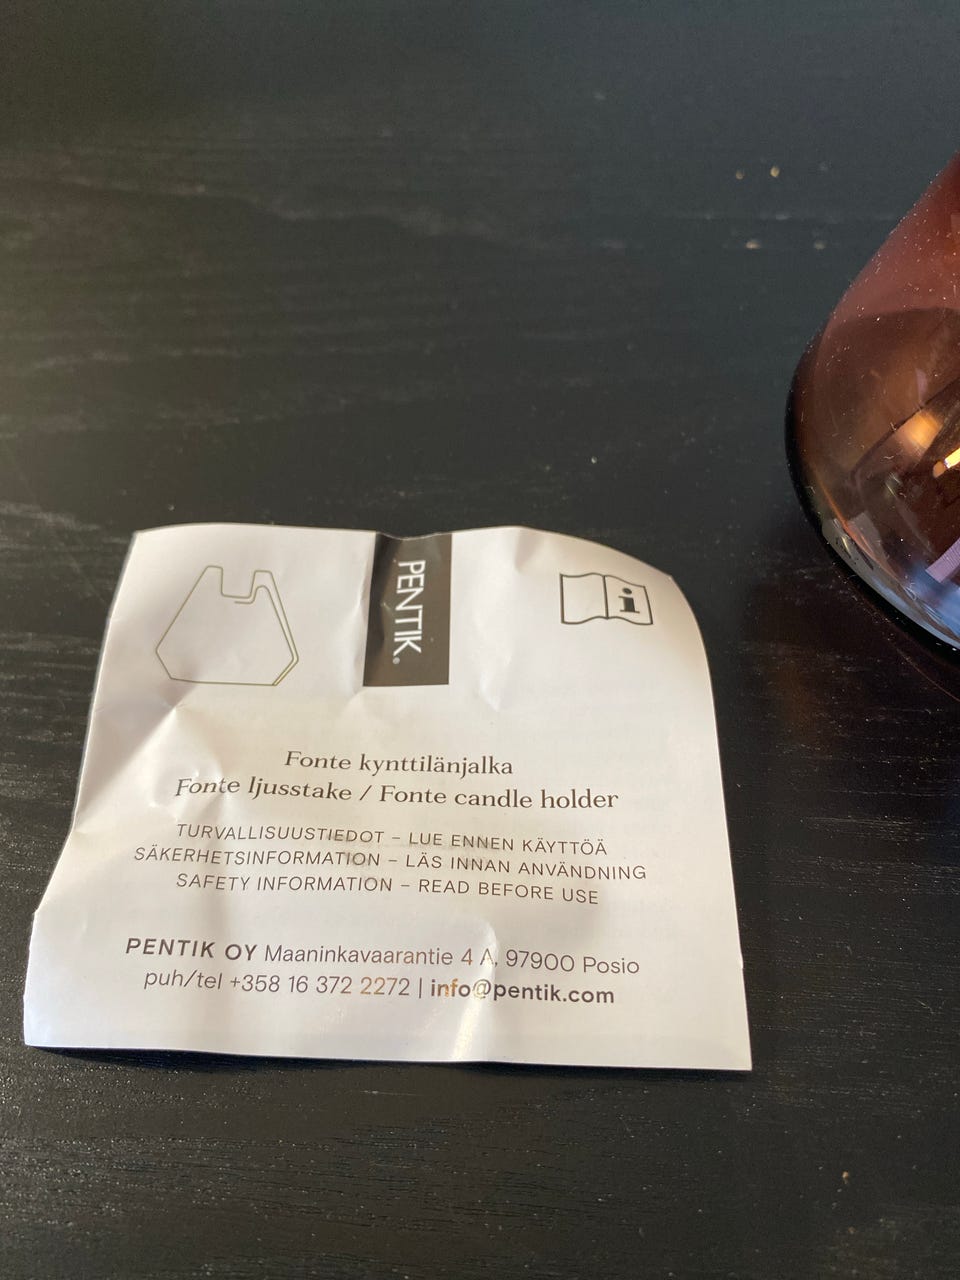 PENTIK®
i
Fonte kynttilänjalka
Fonte ljusstake / Fonte candle holder
TURVALLISUUSTIEDOT – LUE ENNEN KÄYTTÖÄ
SÄKERHETSINFORMATION – LÄS INNAN ANVÄNDNING
SAFETY INFORMATION – READ BEFORE USE
PENTIK OY Maaninkavaarantie 4 A, 97900 Posio
puh/tel +358 16 372 2272 | info@pentik.com